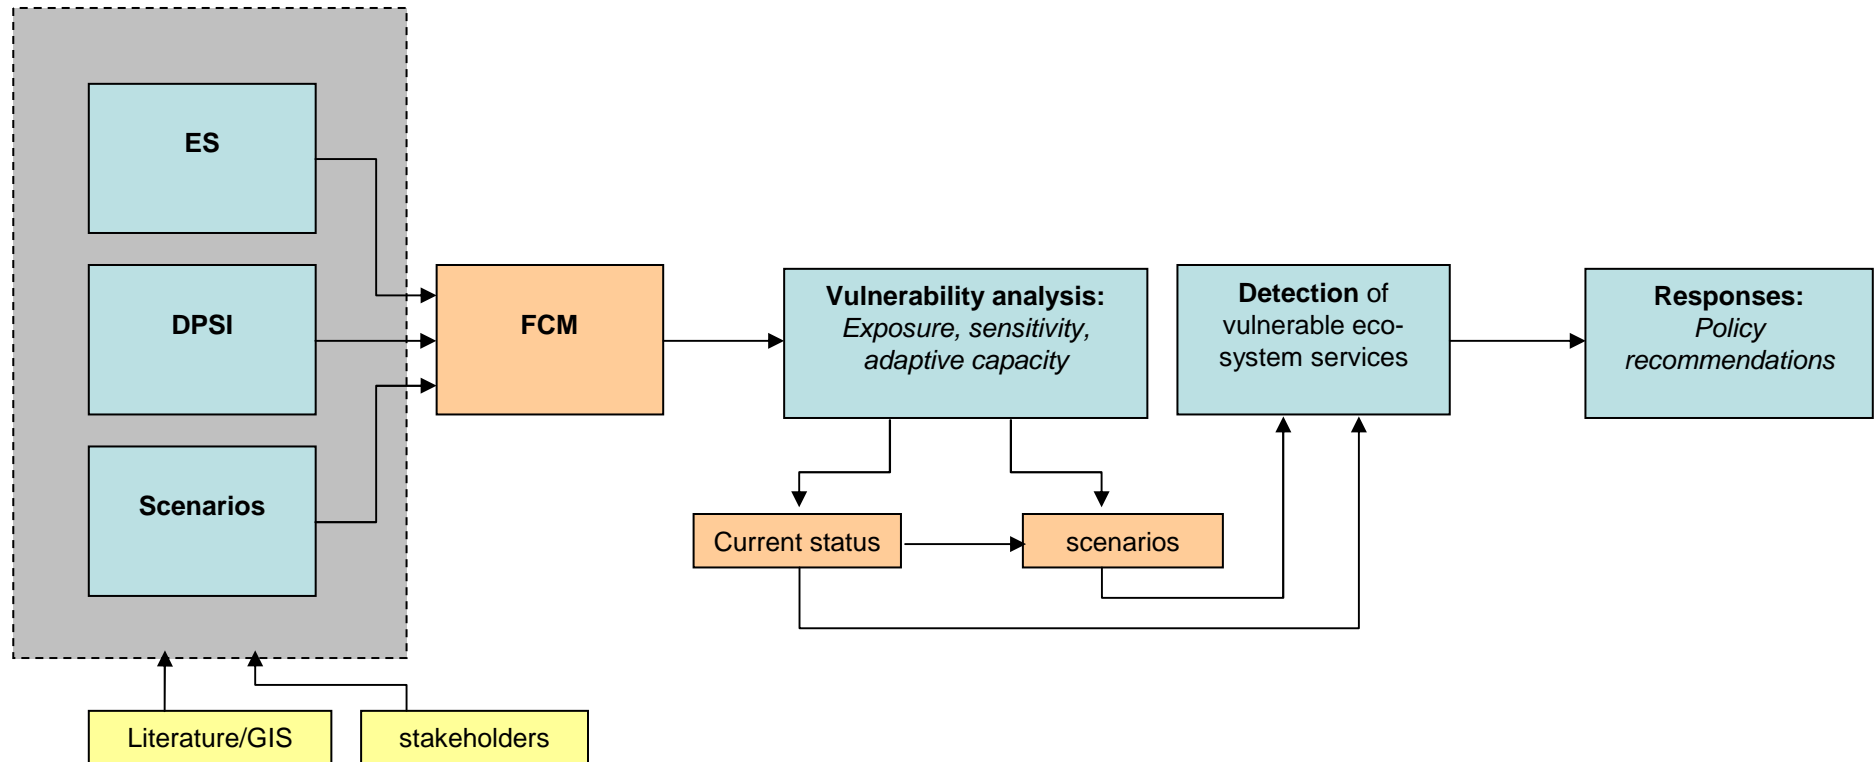 ES
DPSI
Scenarios
FCM
Vulnerability analysis:
Exposure, sensitivity,
adaptive capacity
Detection of
vulnerable eco-
system services
Responses:
Policy
recommendations
Current status
scenarios
Literature/GIS
stakeholders